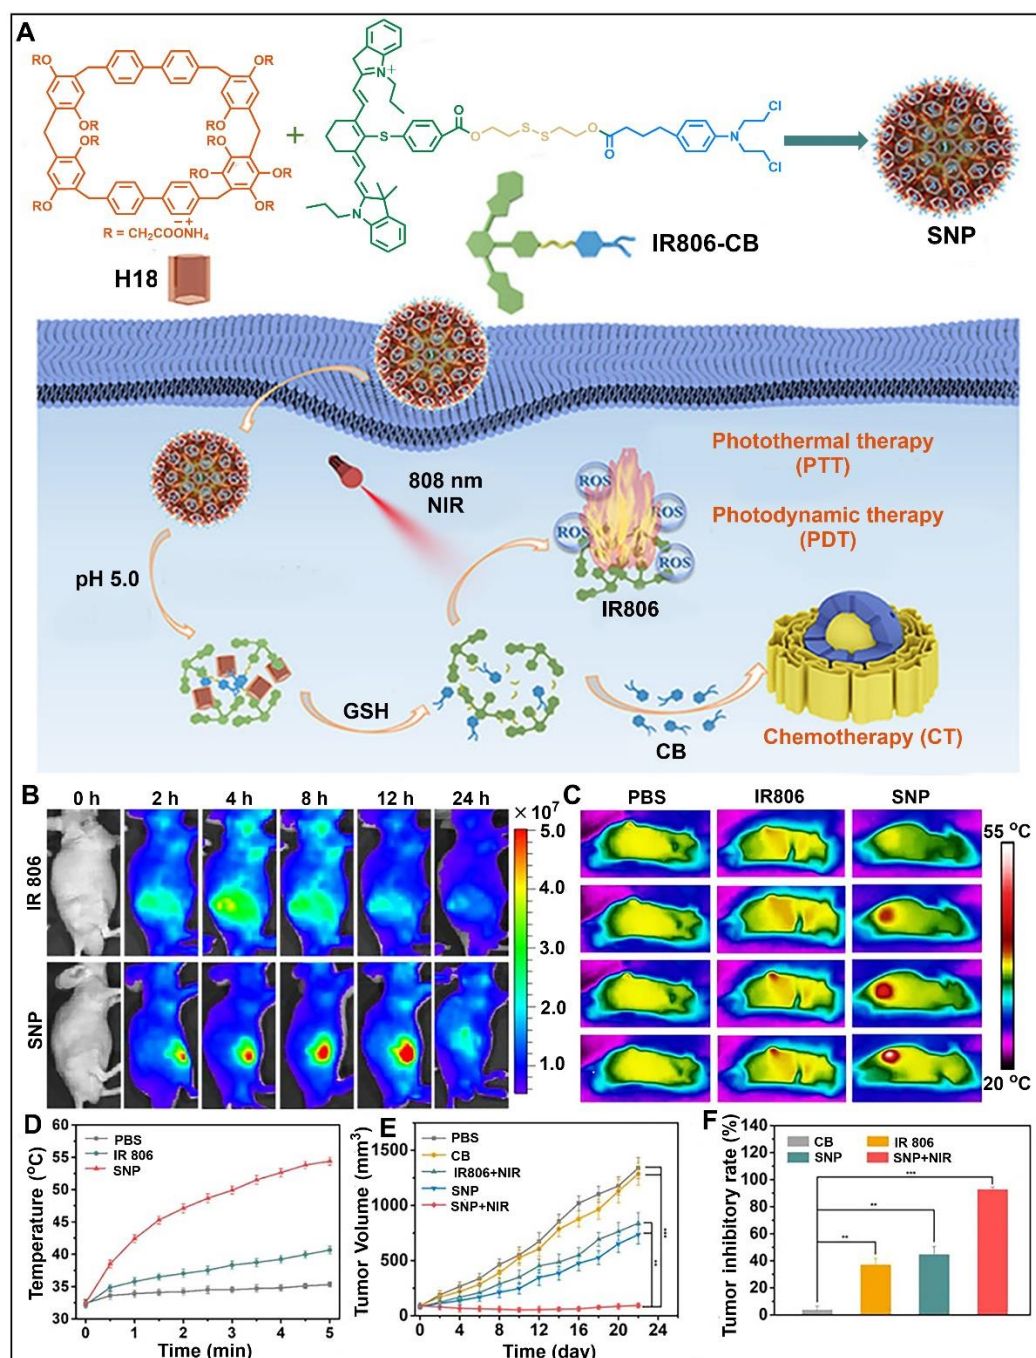 A
RO
OR
RO
OR
OR
RO
OR
RO
RO
OR
RO
OR
R = CH₂COO⁻N⁺H₄
H18
+
N⁺
S
O
O
S-S
O
O
N
Cl
Cl
N
IR806-CB
SNP
808 nm
NIR
ROS
ROS
ROS
ROS
IR806
Photothermal therapy
(PTT)
Photodynamic therapy
(PDT)
pH 5.0
GSH
CB
Chemotherapy (CT)
B
0 h 2 h 4 h 8 h 12 h 24 h
IR 806
SNP
× 10⁷
5.0
4.0
3.0
2.0
1.0
C
PBS IR806 SNP
55 °C
20 °C
D
PBS
IR 806
SNP
Temperature (°C)
60
55
50
45
40
35
30
0 1 2 3 4 5
Time (min)
E
PBS
CB
IR806+NIR
SNP
SNP+NIR
***
**
Tumor Volume (mm³)
1500
1000
500
0
0 4 8 12 16 20 24
Time (day)
F
CB IR 806
SNP SNP+NIR
***
**
**
Tumor inhibitory rate (%)
140
120
100
80
60
40
20
0